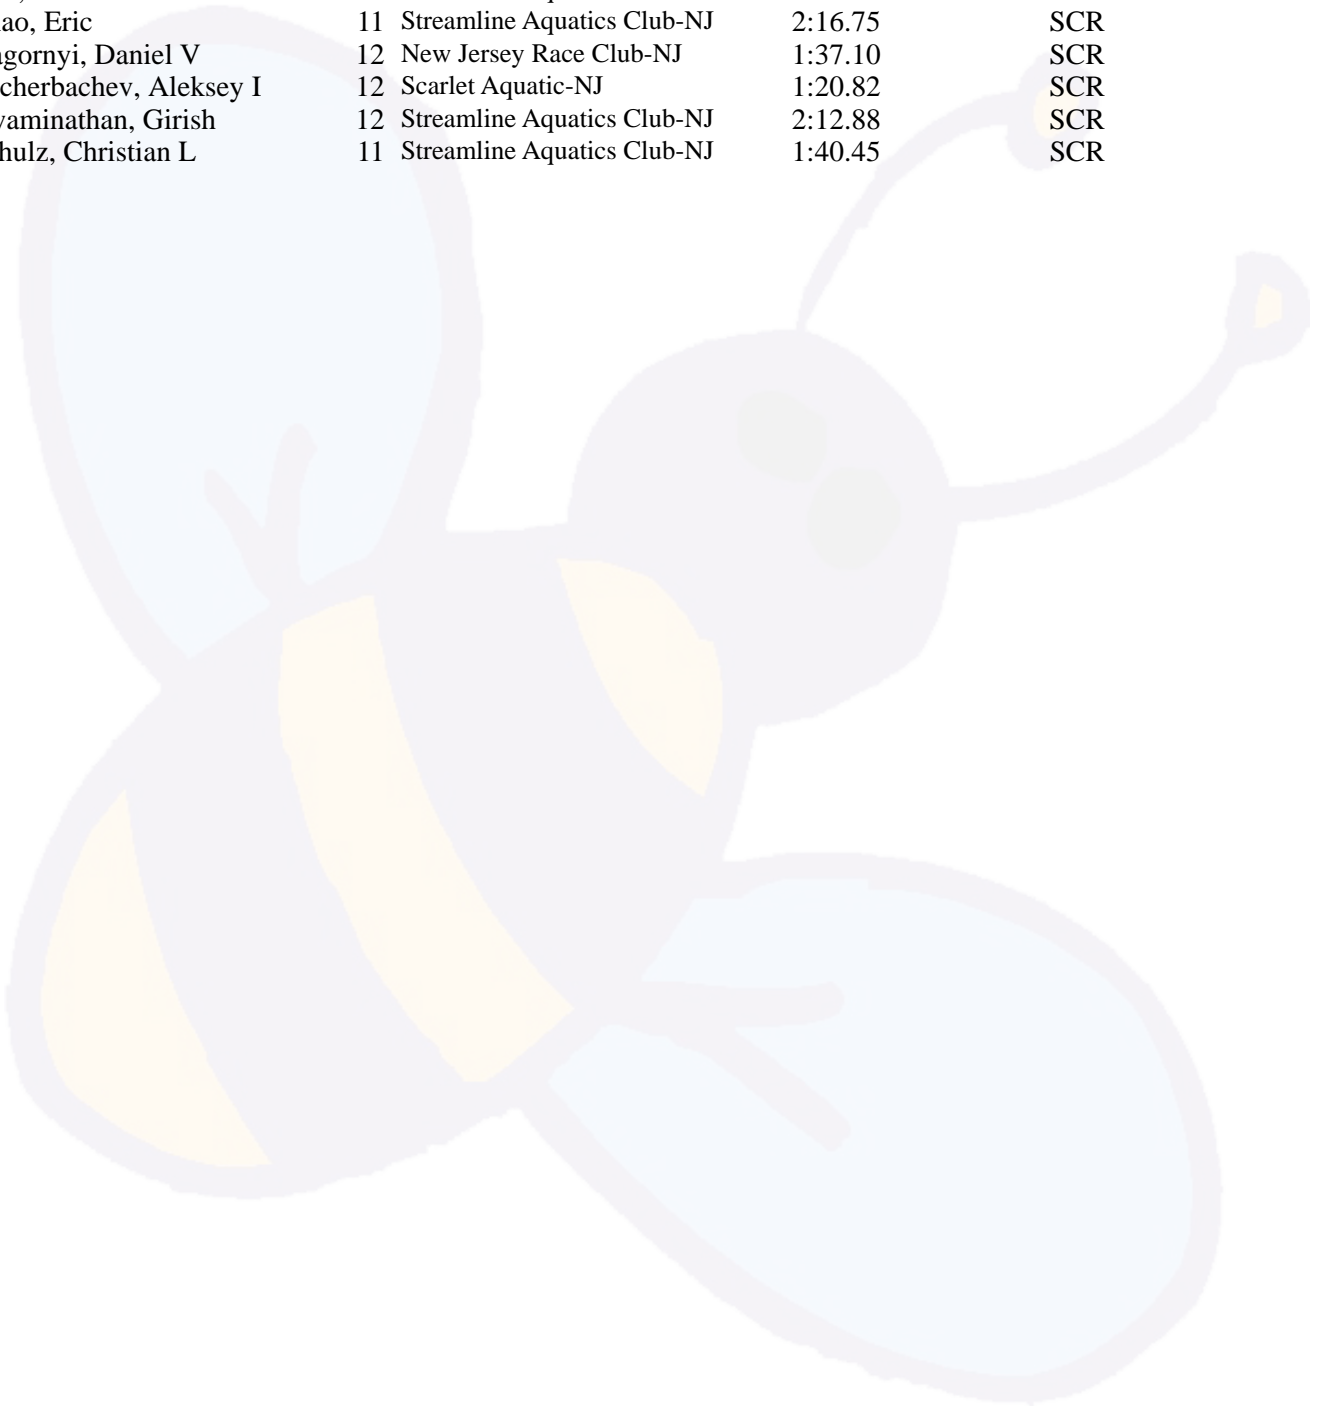 ao, Eric 11 Streamline Aquatics Club-NJ 2:16.75 SCR
agornyi, Daniel V 12 New Jersey Race Club-NJ 1:37.10 SCR
cherbachev, Aleksey I 12 Scarlet Aquatic-NJ 1:20.82 SCR
vaminathan, Girish 12 Streamline Aquatics Club-NJ 2:12.88 SCR
hulz, Christian L 11 Streamline Aquatics Club-NJ 1:40.45 SCR